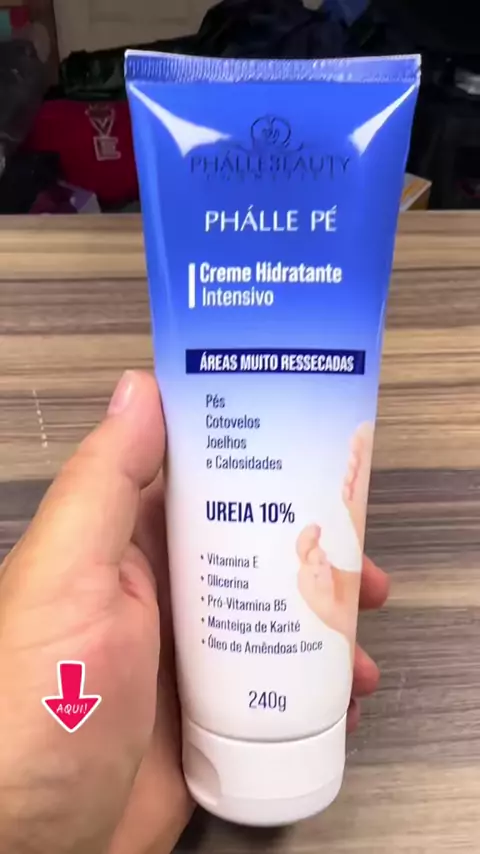 PHÁLLEBEAUTY
PHÁLLE PÉ
Creme Hidratante
Intensivo
ÁREAS MUITO RESSECADAS
Pés
Cotovelos
Joelhos
e Calosidades
UREIA 10%
• Vitamina E
• Glicerina
• Pró-Vitamina B5
• Manteiga de Karité
• Óleo de Amêndoas Doce
240g
AQUI!